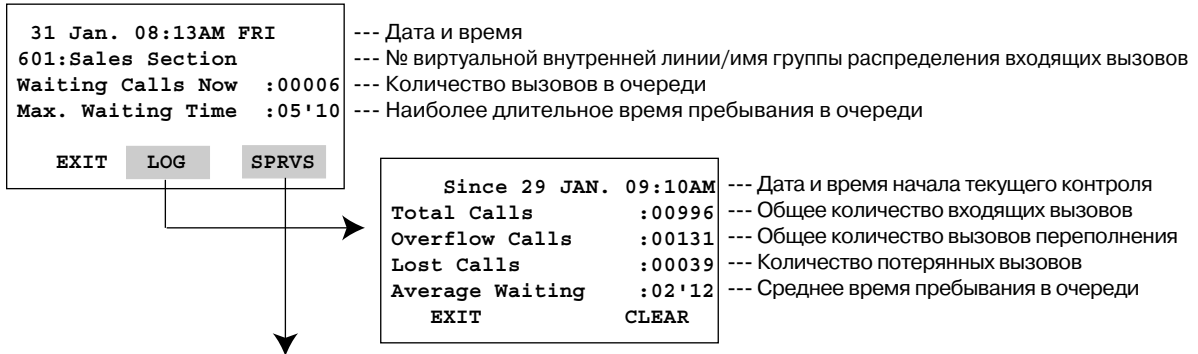 31 Jan. 08:13AM FRI --- Дата и время
601:Sales Section --- № виртуальной внутренней линии/имя группы распределения входящих вызовов
Waiting Calls Now :00006 --- Количество вызовов в очереди
Max. Waiting Time :05'10 --- Наиболее длительное время пребывания в очереди
EXIT LOG SPRVS
Since 29 JAN. 09:10AM --- Дата и время начала текущего контроля
Total Calls :00996 --- Общее количество входящих вызовов
Overflow Calls :00131 --- Общее количество вызовов переполнения
Lost Calls :00039 --- Количество потерянных вызовов
Average Waiting :02'12 --- Среднее время пребывания в очереди
EXIT CLEAR